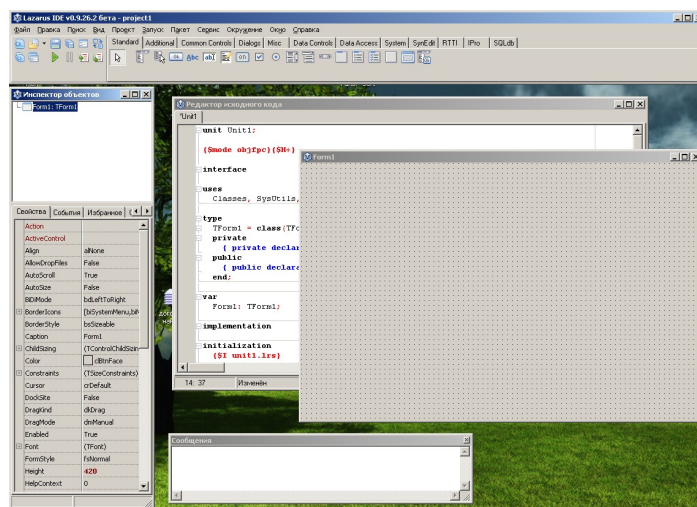 Lazarus IDE v0.9.26.2 бета - project1
Файл Правка Поиск Вид Проект Запуск Пакет Сервис Окружение Окно Справка
Standard Additional Common Controls Dialogs Misc Data Controls Data Access System SynEdit RTTI IPro SQLdb
Abc abI ON
Инспектор объектов
Form1: TForm1
Свойства События Избранное
Action
ActiveControl
Align alNone
AllowDropFiles False
AutoScroll True
AutoSize False
BiDiMode bdLeftToRight
BorderIcons [biSystemMenu,biM
BorderStyle bsSizeable
Caption Form1
ChildSizing (TControlChildSizin
Color clBtnFace
Constraints (TSizeConstraints)
Cursor crDefault
DockSite False
DragKind dkDrag
DragMode dmManual
Enabled True
Font (TFont)
FormStyle fsNormal
Height 420
HelpContext 0
Редактор исходного кода
*Unit1
unit Unit1;
{$mode objfpc}{$H+}
interface
uses
Classes, SysUtils,
type
TForm1 = class(TFo
private
{ private declar
public
{ public declara
end;
var
Form1: TForm1;
implementation
initialization
{$I unit1.lrs}
14: 37 Изменён
Form1
Сообщения